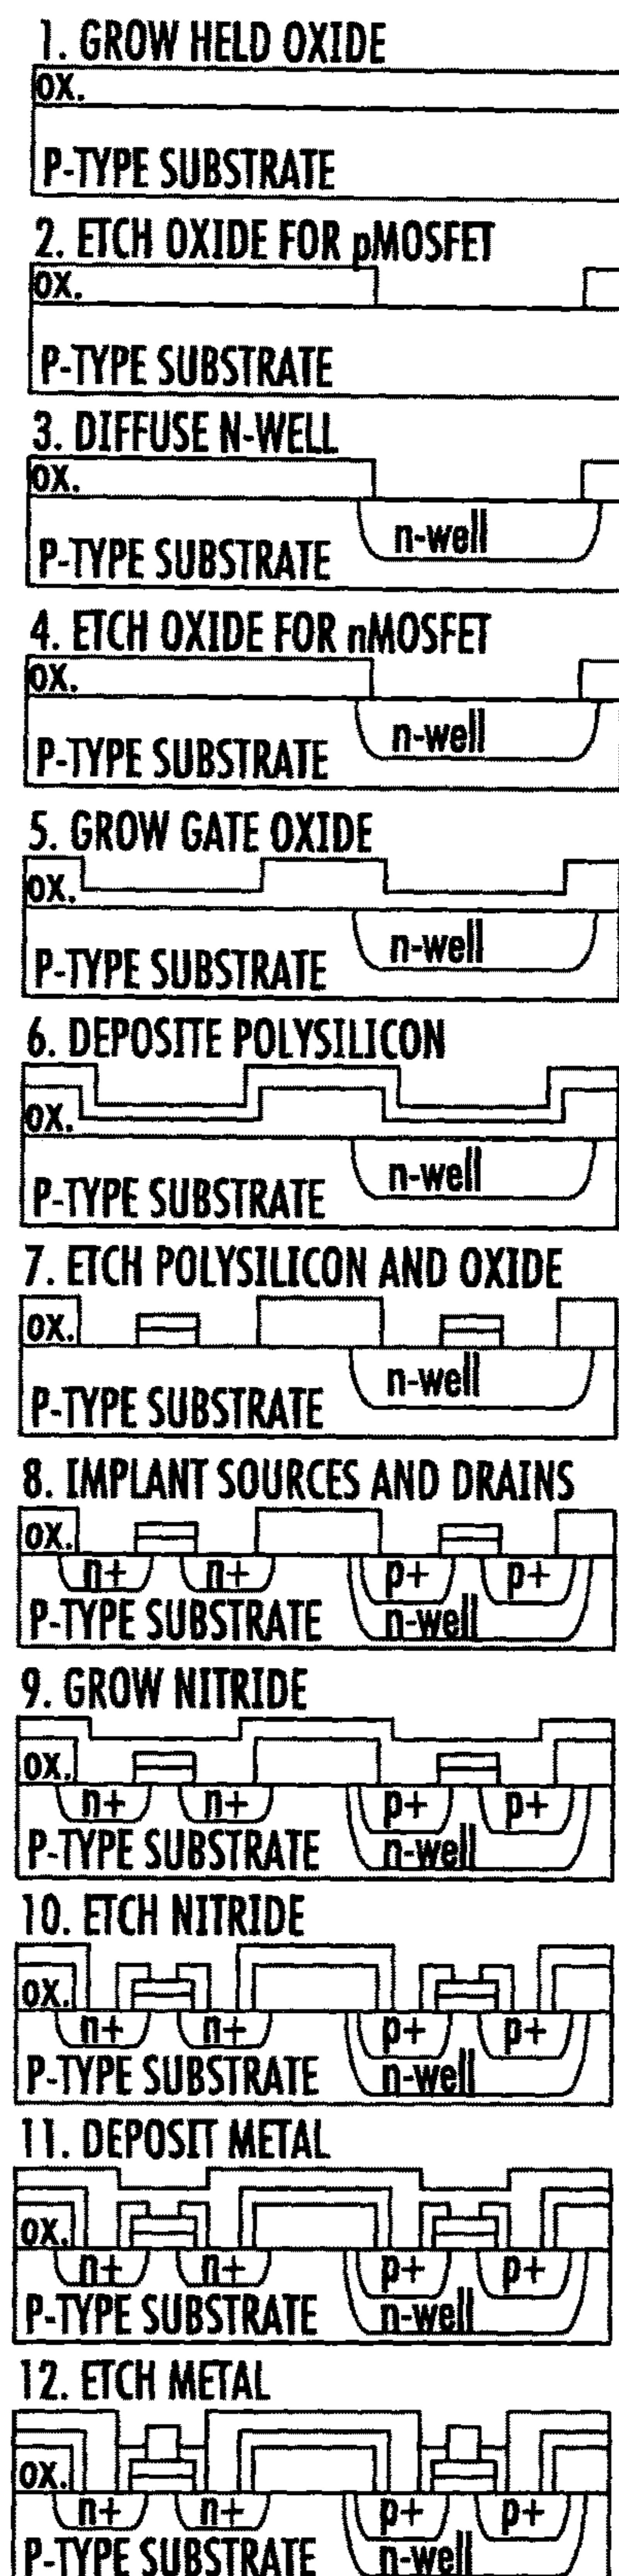 1. GROW HELD OXIDE
OX.
P-TYPE SUBSTRATE
2. ETCH OXIDE FOR pMOSFET
OX.
P-TYPE SUBSTRATE
3. DIFFUSE N-WELL
OX.
n-well
P-TYPE SUBSTRATE
4. ETCH OXIDE FOR nMOSFET
OX.
n-well
P-TYPE SUBSTRATE
5. GROW GATE OXIDE
OX.
n-well
P-TYPE SUBSTRATE
6. DEPOSITE POLYSILICON
OX.
n-well
P-TYPE SUBSTRATE
7. ETCH POLYSILICON AND OXIDE
OX.
n-well
P-TYPE SUBSTRATE
8. IMPLANT SOURCES AND DRAINS
OX.
n+ n+ p+ p+
P-TYPE SUBSTRATE n-well
9. GROW NITRIDE
OX.
n+ n+ p+ p+
P-TYPE SUBSTRATE n-well
10. ETCH NITRIDE
OX.
n+ n+ p+ p+
P-TYPE SUBSTRATE n-well
11. DEPOSIT METAL
OX.
n+ n+ p+ p+
P-TYPE SUBSTRATE n-well
12. ETCH METAL
OX.
n+ n+ p+ p+
P-TYPE SUBSTRATE n-well